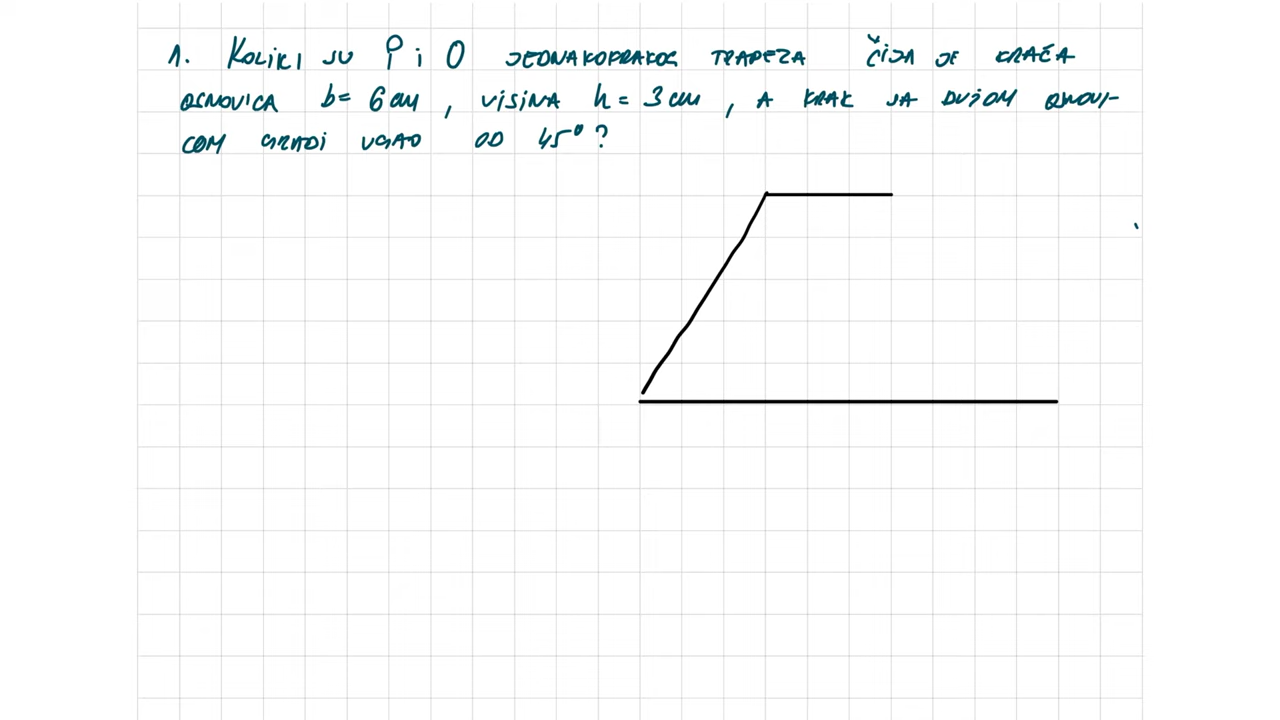 1. KOLIKI SU P i O JEDNAKOKRAKOG TRAPEZA ČIJA JE KRAĆA
OSNOVICA b = 6 cm, VISINA h = 3 cm, A KRAK SA DUŽOM OSNOVI-
COM GRADI UGAO OD 45° ?